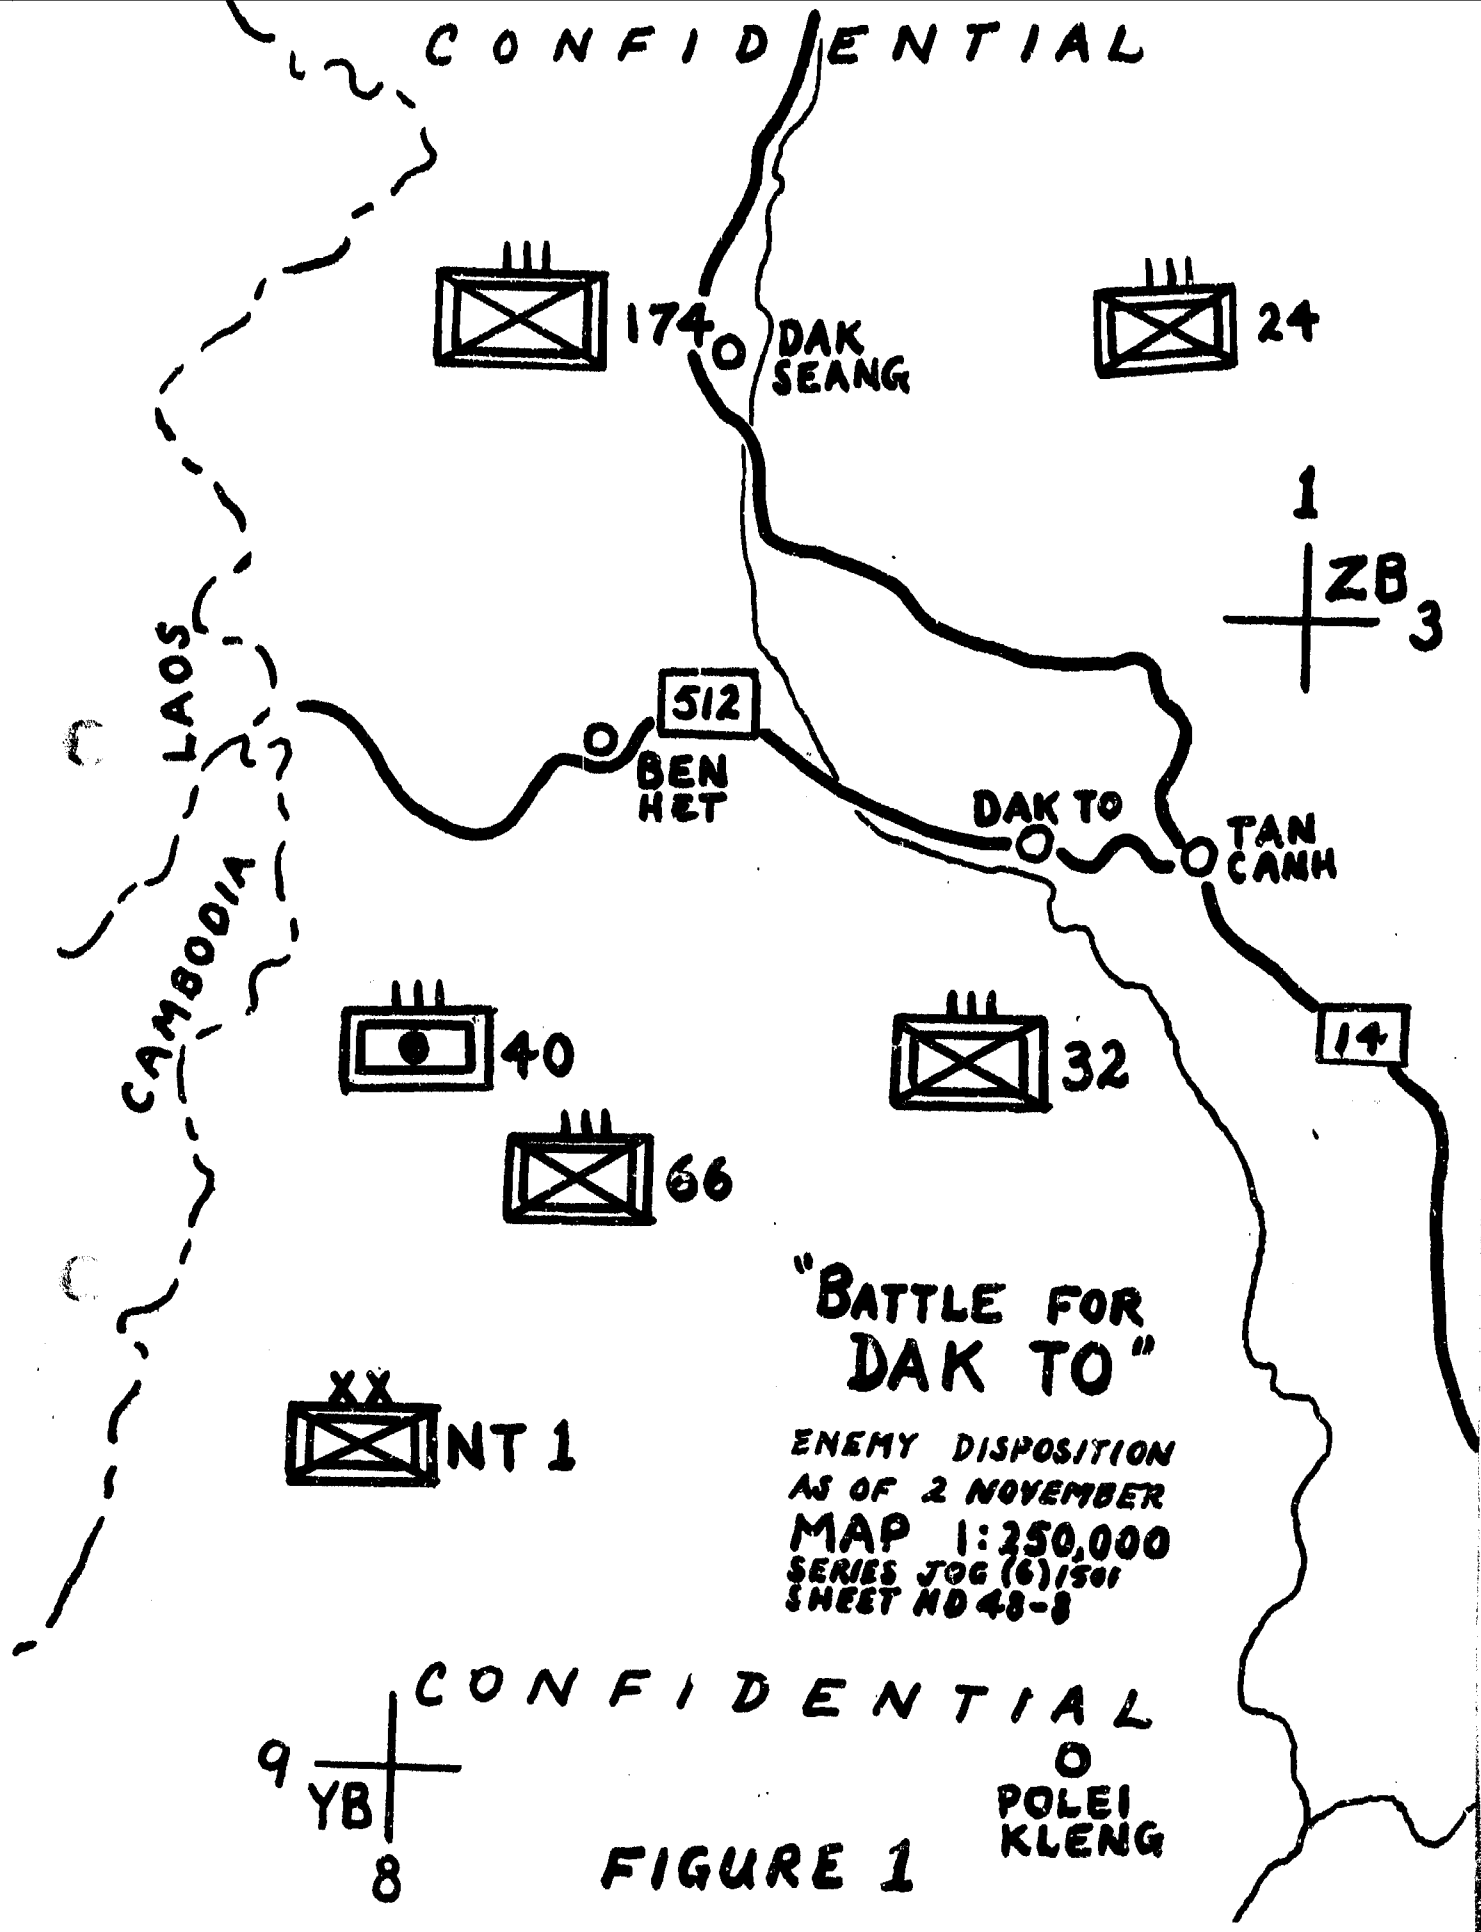 CONFIDENTIAL
174
DAK
SEANG
24
1
ZB
3
LAOS
512
BEN
HET
DAK TO
TAN
CANH
CAMBODIA
14
40
32
66
"BATTLE FOR
DAK TO"
NT 1
ENEMY DISPOSITION
AS OF 2 NOVEMBER
MAP 1:250,000
SERIES JOG (6) 1501
SHEET ND 48-8
CONFIDENTIAL
9
YB
8
POLEI
KLENG
FIGURE 1